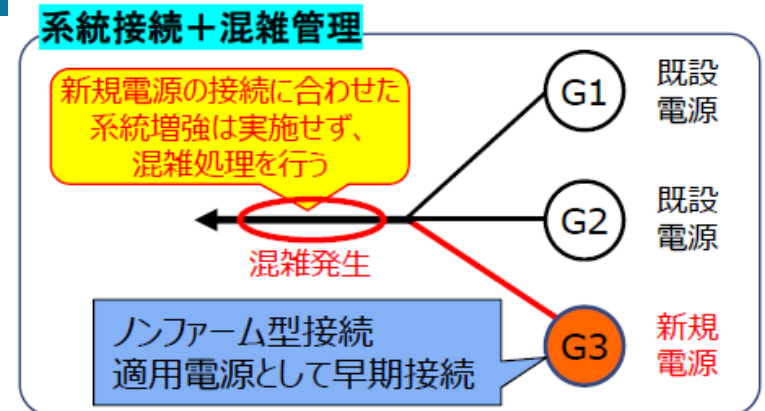 系統接続＋混雑管理
新規電源の接続に合わせた
系統増強は実施せず、
混雑処理を行う
G1
既設
電源
G2
既設
電源
混雑発生
ノンファーム型接続
適用電源として早期接続
G3
新規
電源